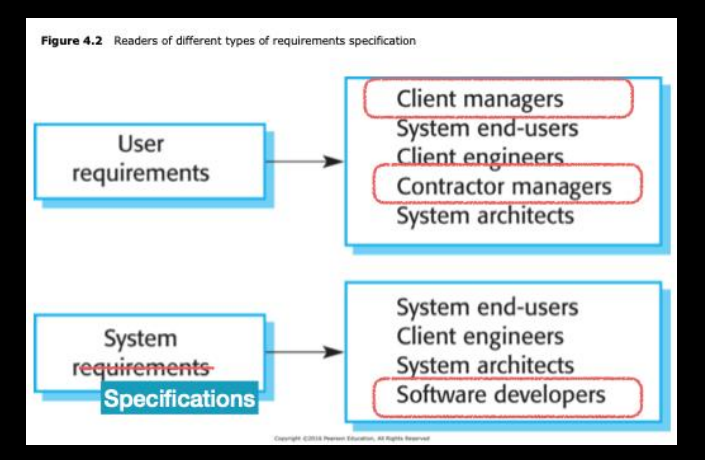 Figure 4.2 Readers of different types of requirements specification
User
requirements
Client managers
System end-users
Client engineers
Contractor managers
System architects
System
requirements
Specifications
System end-users
Client engineers
System architects
Software developers
Copyright ©2016 Pearson Education, All Rights Reserved